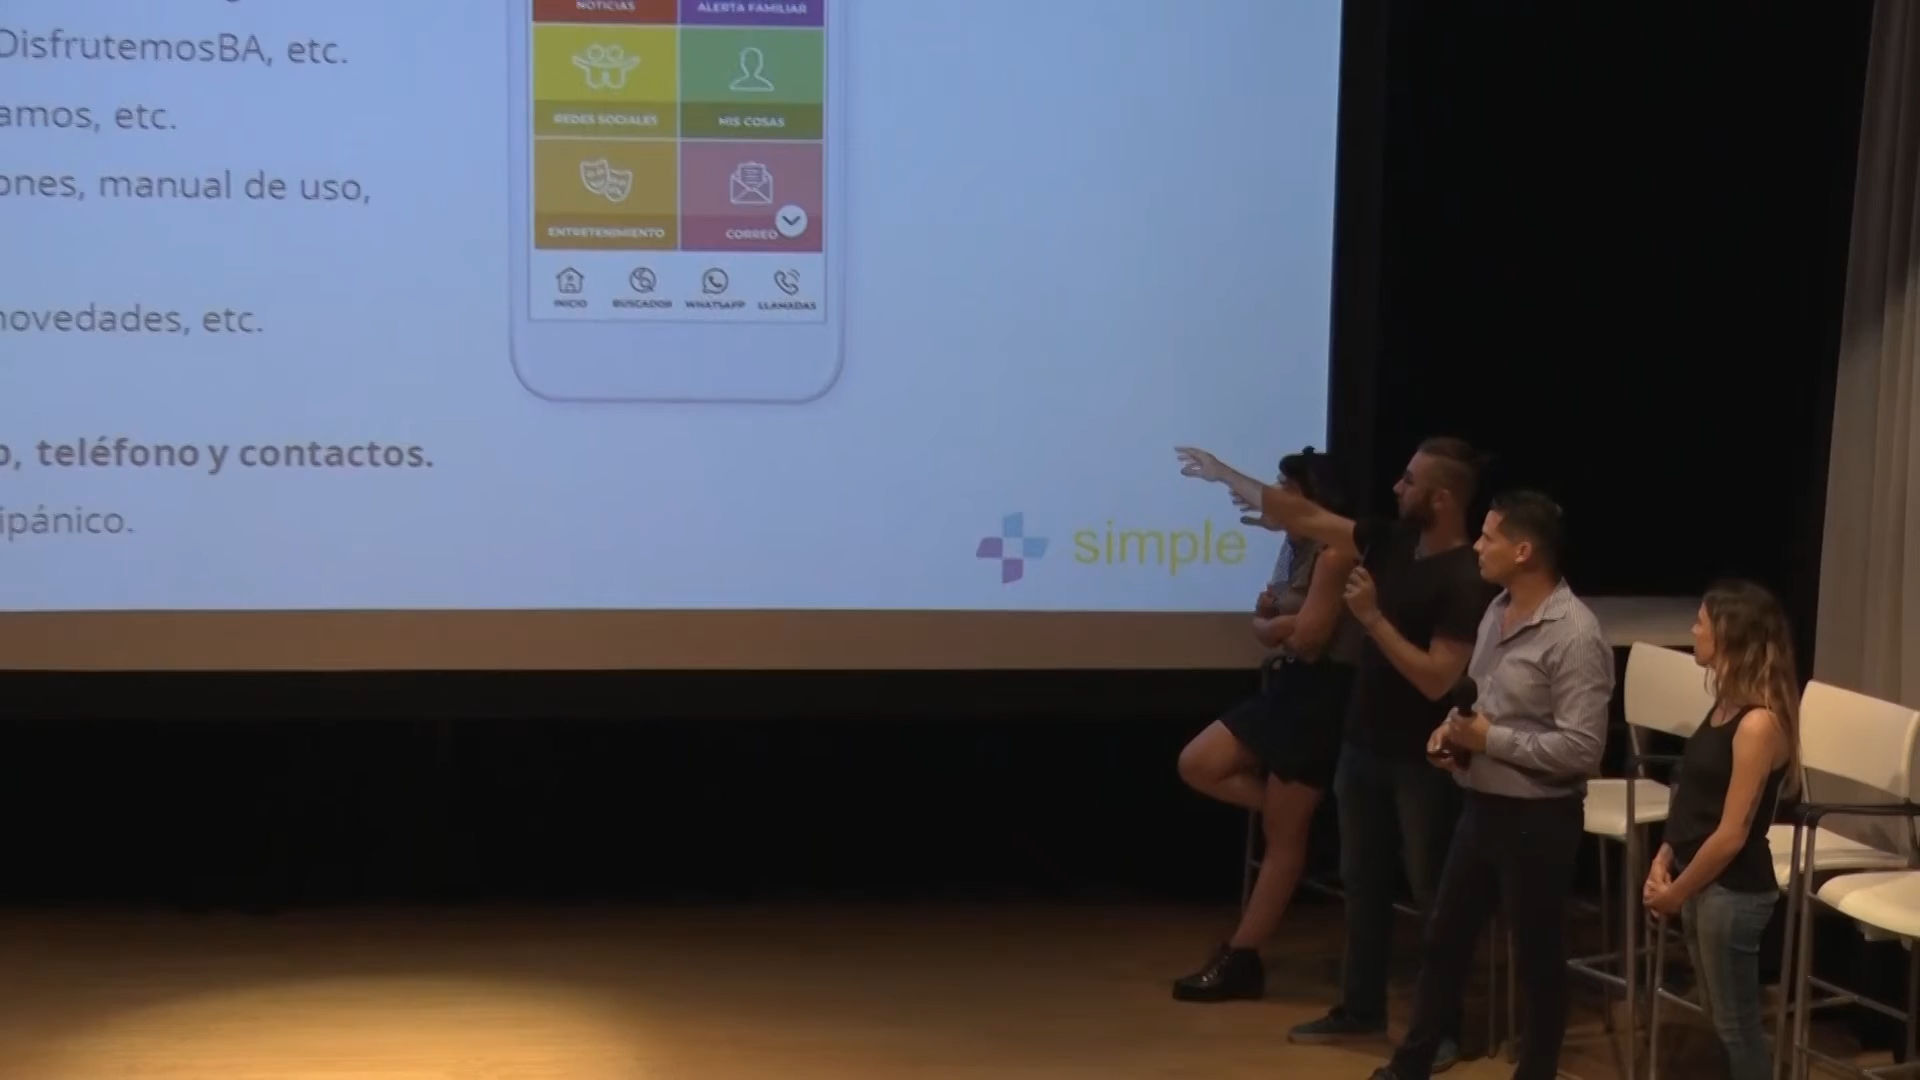 DisfrutemosBA, etc.
amos, etc.
ones, manual de uso,
novedades, etc.
o, teléfono y contactos.
ipánico.
NOTICIAS
ALERTA FAMILIAR
REDES SOCIALES
MIS COSAS
ENTRETENIMIENTO
CORREO
INICIO
BUSCADOR
WHATSAPP
LLAMADAS
simple